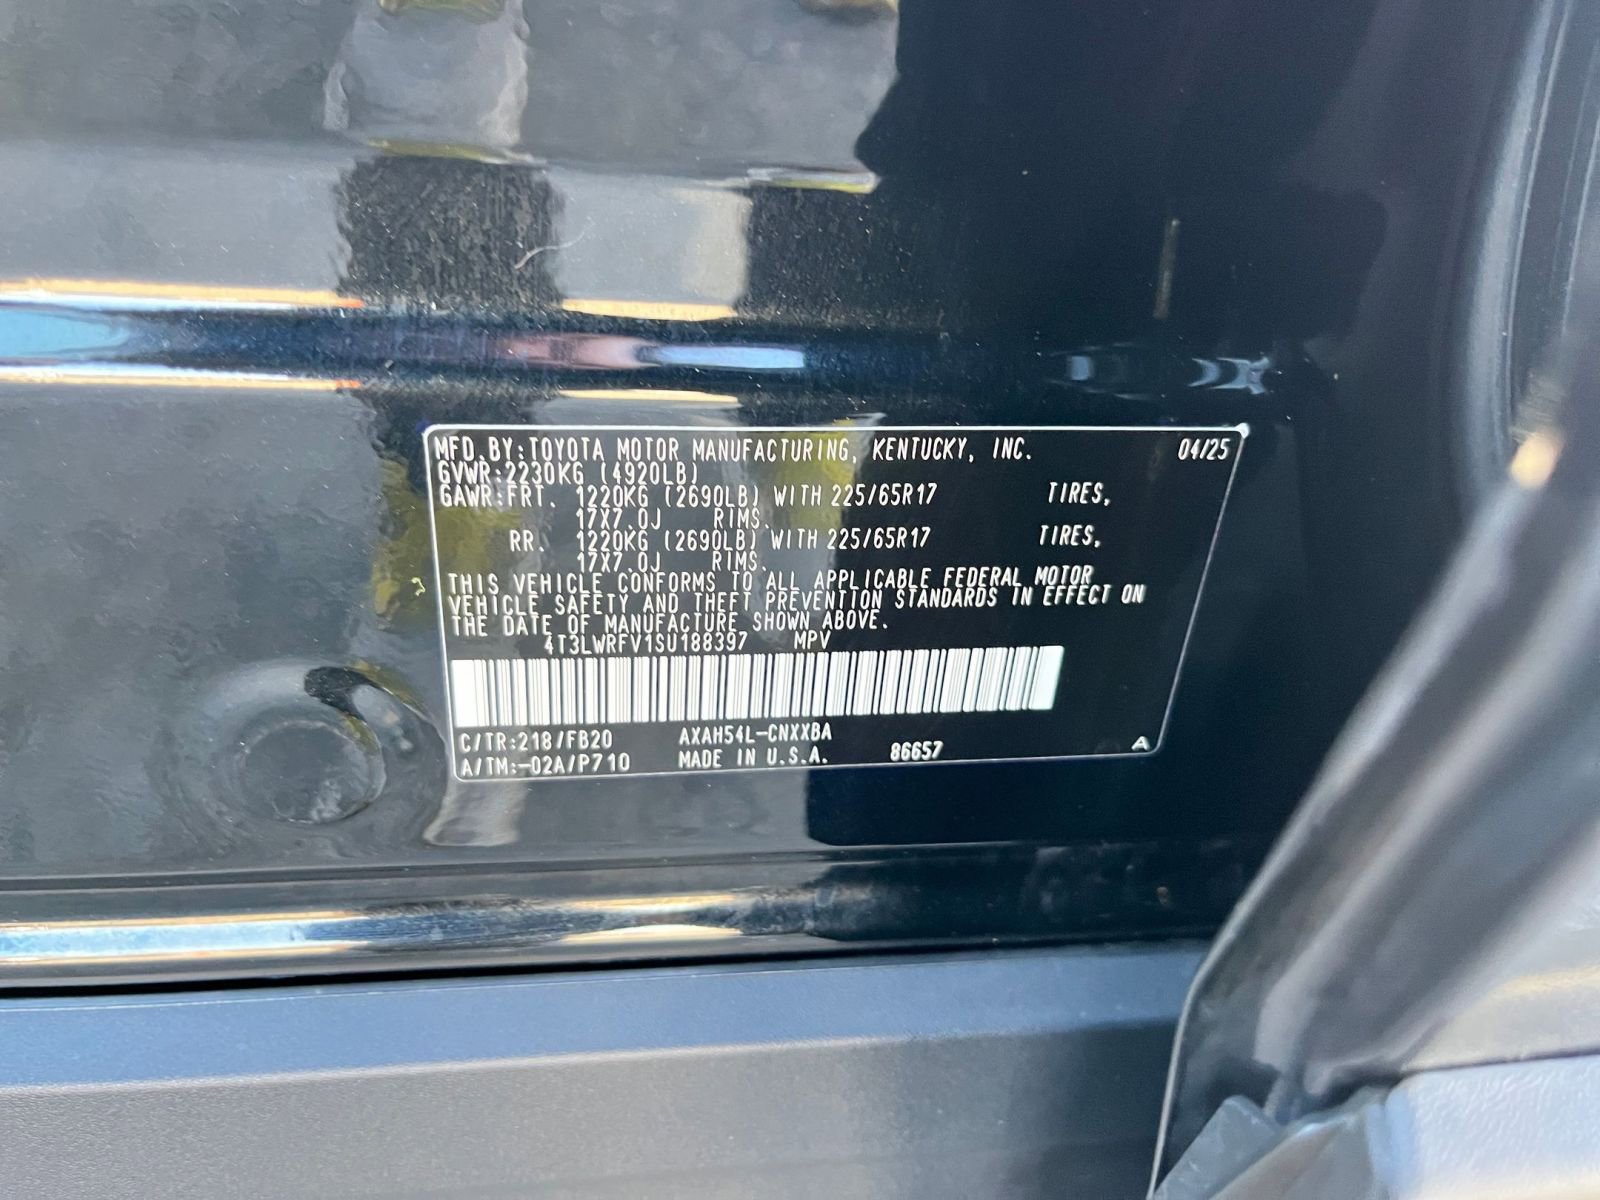 MFD. BY: TOYOTA MOTOR MANUFACTURING, KENTUCKY, INC. 04/25
GVWR: 2230KG (4920LB)
GAWR: FRT. 1220KG (2690LB) WITH 225/65R17 TIRES,
17X7.0J RIMS.
RR. 1220KG (2690LB) WITH 225/65R17 TIRES,
17X7.0J RIMS.
THIS VEHICLE CONFORMS TO ALL APPLICABLE FEDERAL MOTOR
VEHICLE SAFETY AND THEFT PREVENTION STANDARDS IN EFFECT ON
THE DATE OF MANUFACTURE SHOWN ABOVE.
4T3LWRFV1SU188397 MPV
C/TR: 218/FB20 AXAH54L-CNXXBA
A/TM: -02A/P710 MADE IN U.S.A. 86657 A